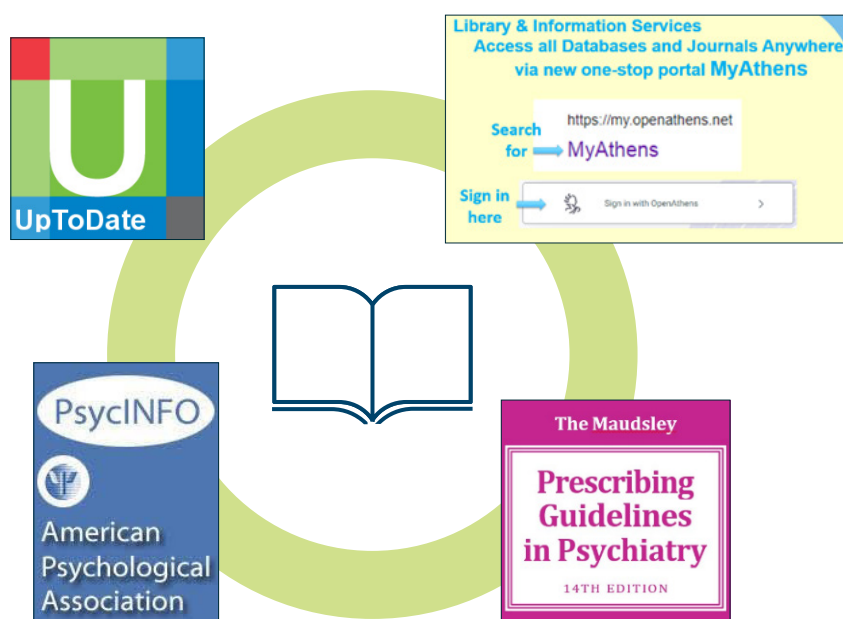 U
UpToDate
Library & Information Services
Access all Databases and Journals Anywhere
via new one-stop portal MyAthens
https://my.openathens.net
Search
for
MyAthens
Sign in
here
Sign in with OpenAthens
PsycINFO
American
Psychological
Association
The Maudsley
Prescribing
Guidelines
in Psychiatry
14TH EDITION